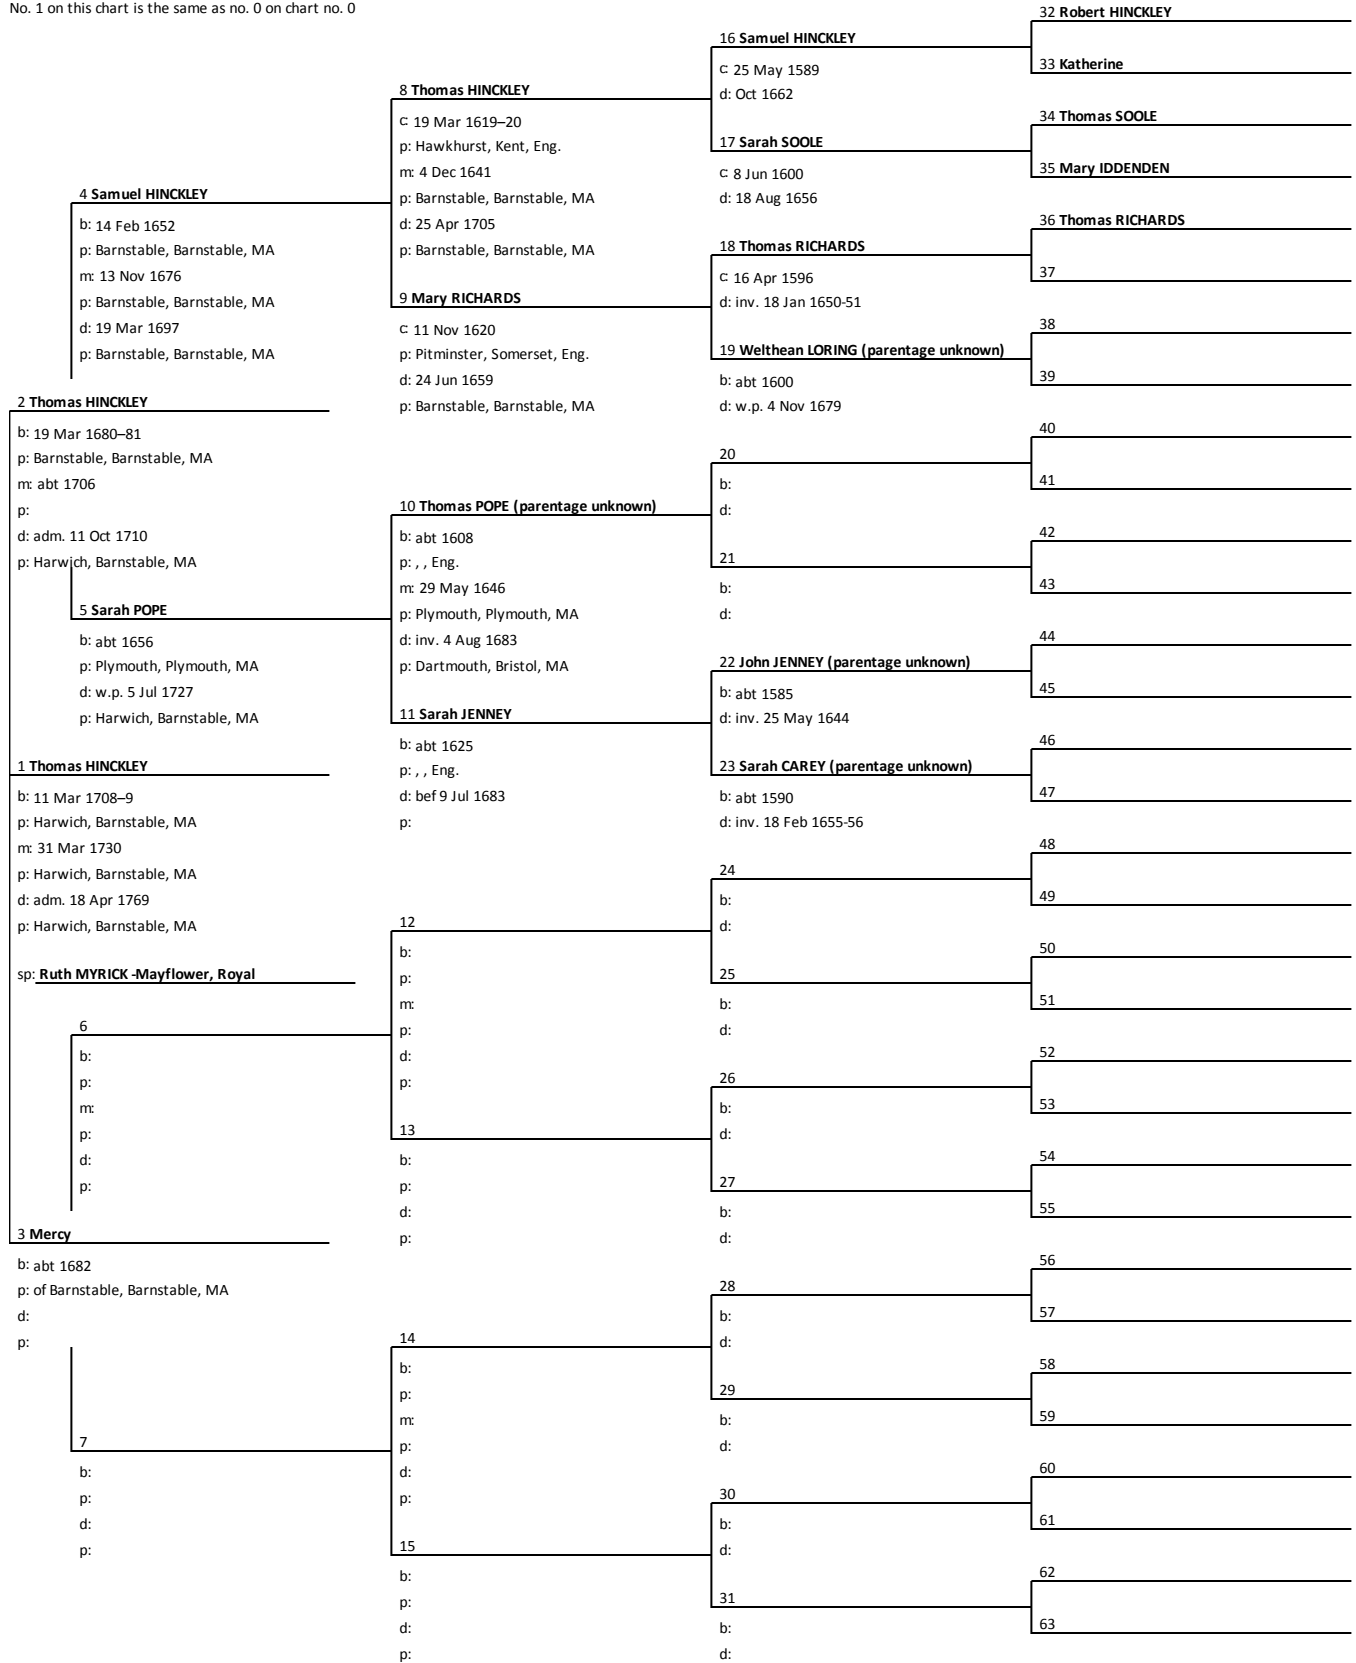 No. 1 on this chart is the same as no. 0 on chart no. 0
2 Thomas HINCKLEY
b: 19 Mar 1680–81
p: Barnstable, Barnstable, MA
m: abt 1706
p:
d: adm. 11 Oct 1710
p: Harwich, Barnstable, MA
1 Thomas HINCKLEY
b: 11 Mar 1708–9
p: Harwich, Barnstable, MA
m: 31 Mar 1730
p: Harwich, Barnstable, MA
d: adm. 18 Apr 1769
p: Harwich, Barnstable, MA
sp: Ruth MYRICK -Mayflower, Royal
3 Mercy
b: abt 1682
p: of Barnstable, Barnstable, MA
d:
p:
4 Samuel HINCKLEY
b: 14 Feb 1652
p: Barnstable, Barnstable, MA
m: 13 Nov 1676
p: Barnstable, Barnstable, MA
d: 19 Mar 1697
p: Barnstable, Barnstable, MA
5 Sarah POPE
b: abt 1656
p: Plymouth, Plymouth, MA
d: w.p. 5 Jul 1727
p: Harwich, Barnstable, MA
6
b:
p:
m:
p:
d:
p:
7
b:
p:
d:
p:
8 Thomas HINCKLEY
c: 19 Mar 1619–20
p: Hawkhurst, Kent, Eng.
m: 4 Dec 1641
p: Barnstable, Barnstable, MA
d: 25 Apr 1705
p: Barnstable, Barnstable, MA
9 Mary RICHARDS
c: 11 Nov 1620
p: Pitminster, Somerset, Eng.
d: 24 Jun 1659
p: Barnstable, Barnstable, MA
10 Thomas POPE (parentage unknown)
b: abt 1608
p: , , Eng.
m: 29 May 1646
p: Plymouth, Plymouth, MA
d: inv. 4 Aug 1683
p: Dartmouth, Bristol, MA
11 Sarah JENNEY
b: abt 1625
p: , , Eng.
d: bef 9 Jul 1683
p:
12
b:
p:
m:
p:
d:
p:
13
b:
p:
d:
p:
14
b:
p:
m:
p:
d:
p:
15
b:
p:
d:
p:
16 Samuel HINCKLEY
c: 25 May 1589
d: Oct 1662
17 Sarah SOOLE
c: 8 Jun 1600
d: 18 Aug 1656
18 Thomas RICHARDS
c: 16 Apr 1596
d: inv. 18 Jan 1650-51
19 Welthean LORING (parentage unknown)
b: abt 1600
d: w.p. 4 Nov 1679
20
b:
d:
21
b:
d:
22 John JENNEY (parentage unknown)
b: abt 1585
d: inv. 25 May 1644
23 Sarah CAREY (parentage unknown)
b: abt 1590
d: inv. 18 Feb 1655-56
24
b:
d:
25
b:
d:
26
b:
d:
27
b:
d:
28
b:
d:
29
b:
d:
30
b:
d:
31
b:
d:
32 Robert HINCKLEY
33 Katherine
34 Thomas SOOLE
35 Mary IDDENDEN
36 Thomas RICHARDS
37
38
39
40
41
42
43
44
45
46
47
48
49
50
51
52
53
54
55
56
57
58
59
60
61
62
63